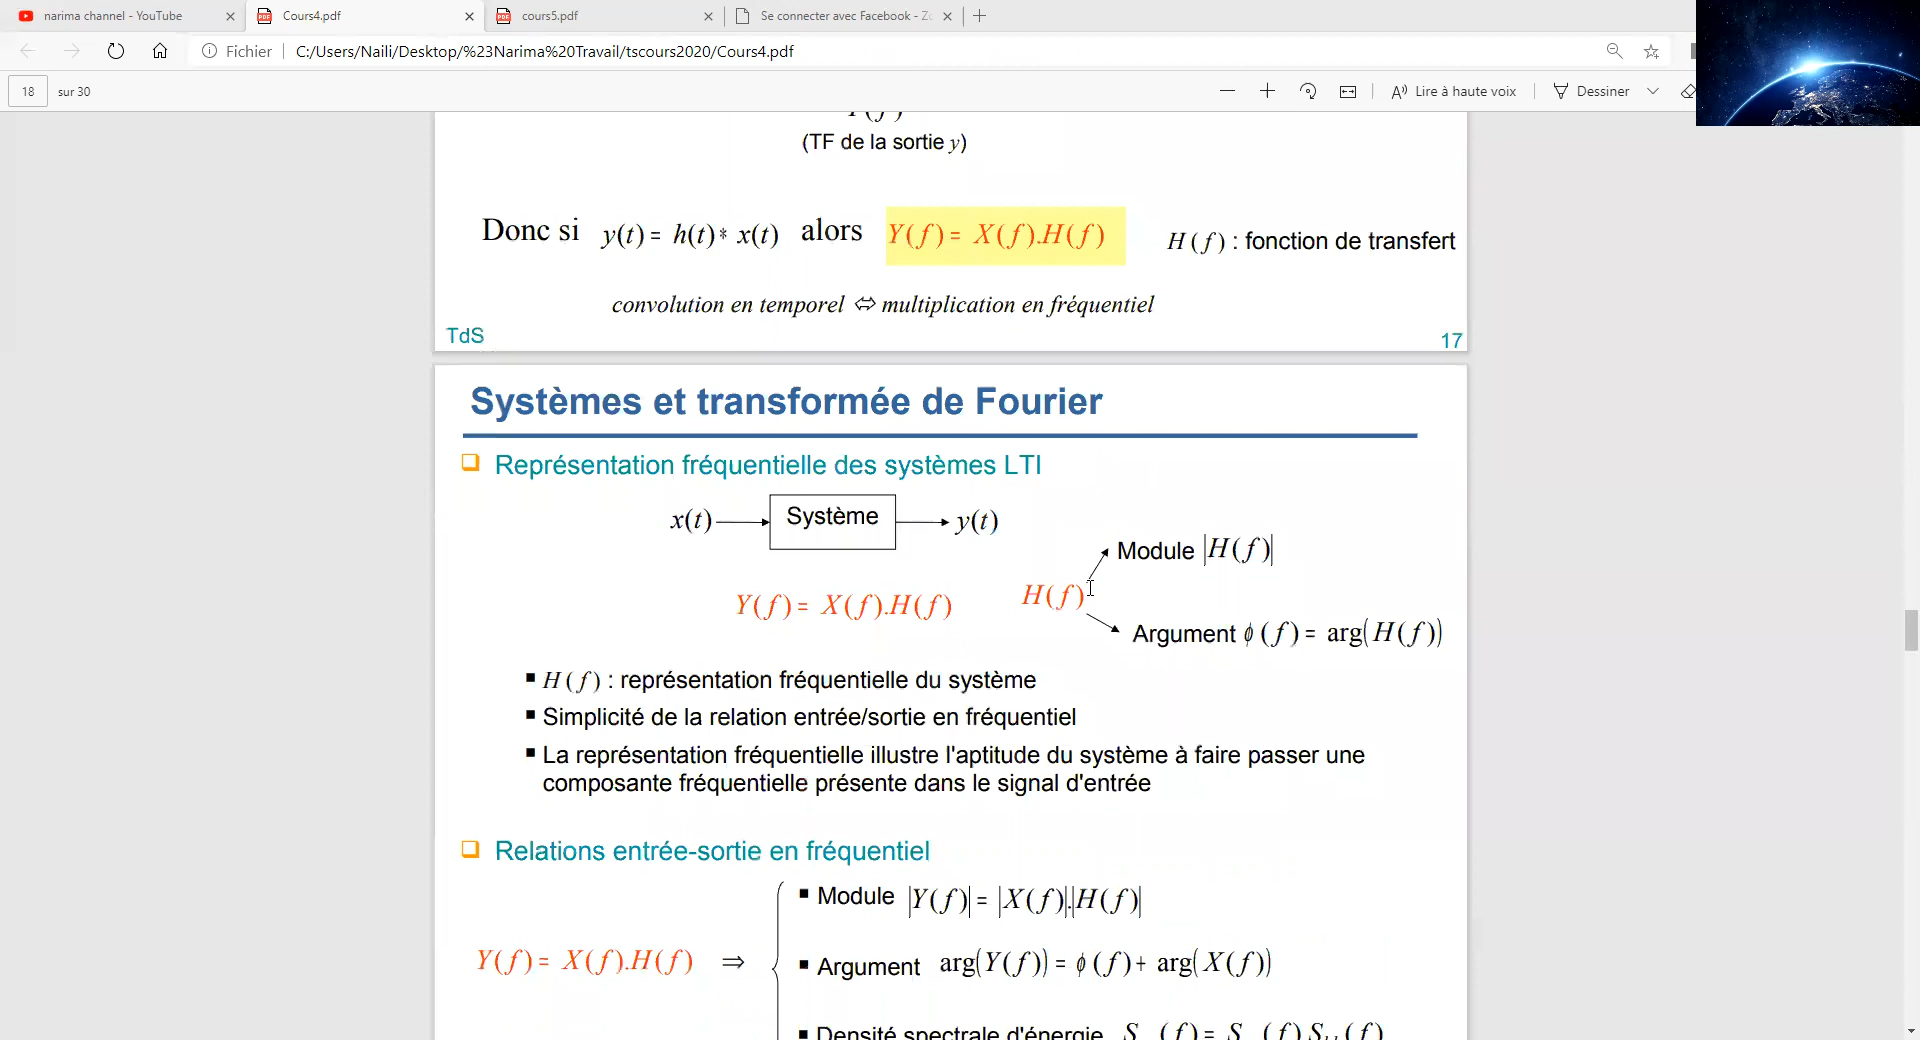 narima channel - YouTube
Cours4.pdf
cours5.pdf
Se connecter avec Facebook - Zo
Fichier
C:/Users/Naili/Desktop/%23Narima%20Travail/tscours2020/Cours4.pdf
18 sur 30
Lire à haute voix
Dessiner
(TF de la sortie y)
Donc si y(t) = h(t) * x(t) alors Y(f) = X(f).H(f) H(f) : fonction de transfert
convolution en temporel ⇔ multiplication en fréquentiel
TdS
17
Systèmes et transformée de Fourier
Représentation fréquentielle des systèmes LTI
x(t) Système y(t)
Module |H(f)|
Y(f) = X(f).H(f) H(f)
Argument ϕ(f) = arg(H(f))
▪ H(f) : représentation fréquentielle du système
▪ Simplicité de la relation entrée/sortie en fréquentiel
▪ La représentation fréquentielle illustre l'aptitude du système à faire passer une
composante fréquentielle présente dans le signal d'entrée
Relations entrée-sortie en fréquentiel
▪ Module |Y(f)| = |X(f)|.|H(f)|
Y(f) = X(f).H(f) ⇒
▪ Argument arg(Y(f)) = ϕ(f) + arg(X(f))
▪ Densité spectrale d'énergie